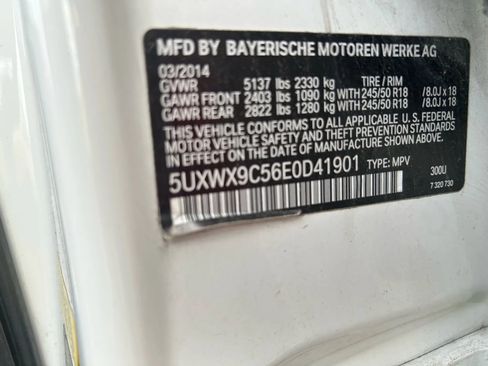 MFD BY BAYERISCHE MOTOREN WERKE AG
03/2014
GVWR 5137 lbs 2330 kg TIRE / RIM
GAWR FRONT 2403 lbs 1090 kg WITH 245/50 R18 / 8.0J x 18
GAWR REAR 2822 lbs 1280 kg WITH 245/50 R18 / 8.0J x 18
THIS VEHICLE CONFORMS TO ALL APPLICABLE U.S. FEDERAL
MOTOR VEHICLE SAFETY STANDARDS IN EFFECT ON THE
DATE OF MANUFACTURE SHOWN ABOVE.
5UXWX9C56E0D41901 TYPE: MPV 300U
7 320 730